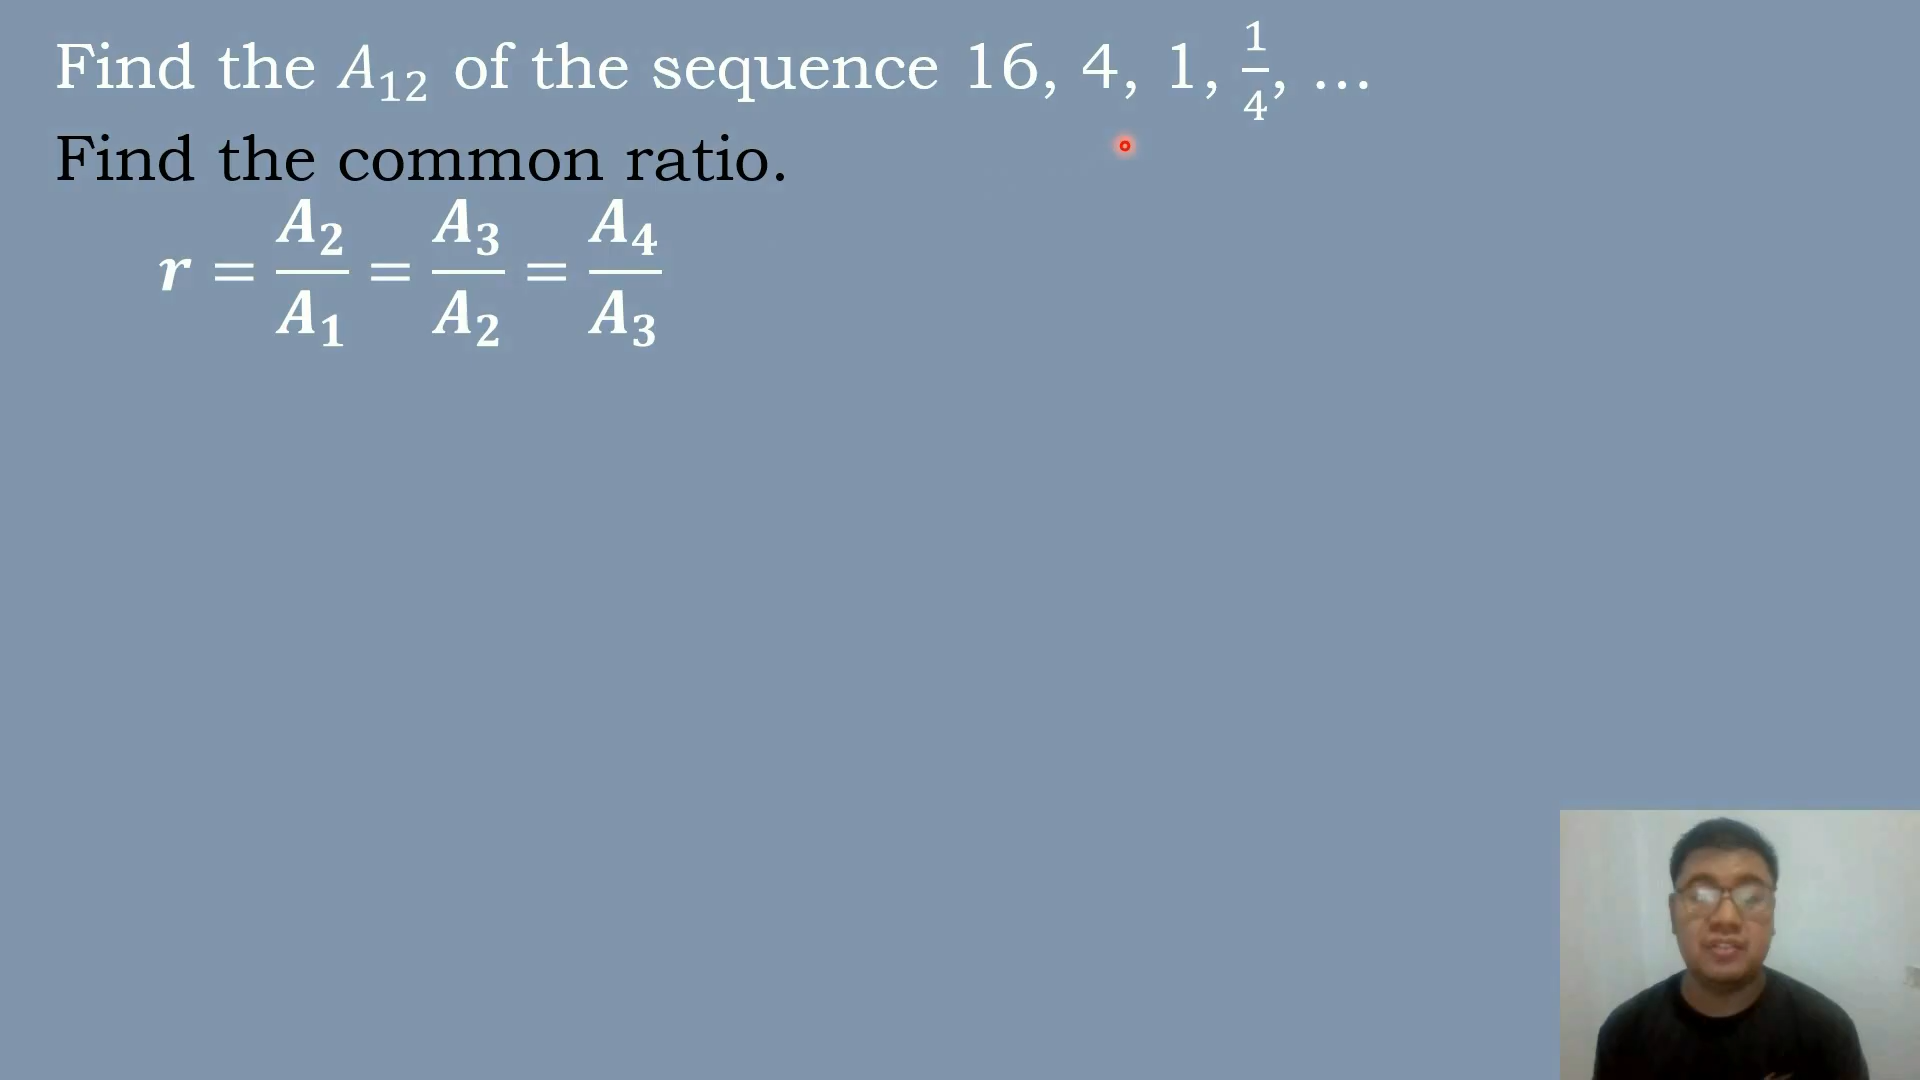 Find the A₁₂ of the sequence 16, 4, 1, 1/4, ...
Find the common ratio.
r = A₂/A₁ = A₃/A₂ = A₄/A₃